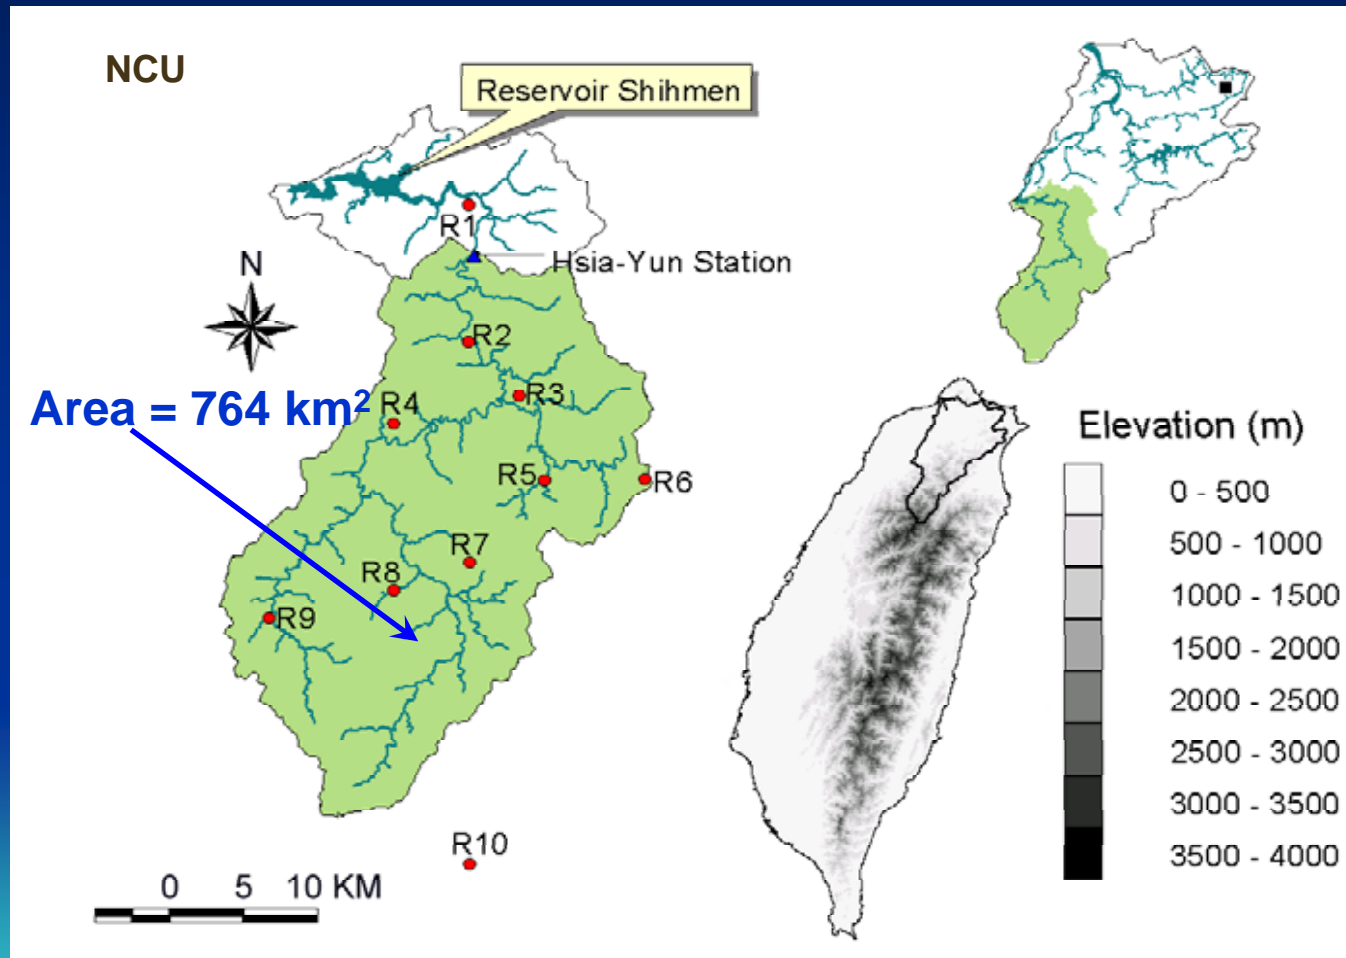 NCU
Reservoir Shihmen
R1
Hsia-Yun Station
N
R2
R3
R4
Area = 764 km²
R5
R6
R7
R8
R9
R10
0 5 10 KM
Elevation (m)
0 - 500
500 - 1000
1000 - 1500
1500 - 2000
2000 - 2500
2500 - 3000
3000 - 3500
3500 - 4000